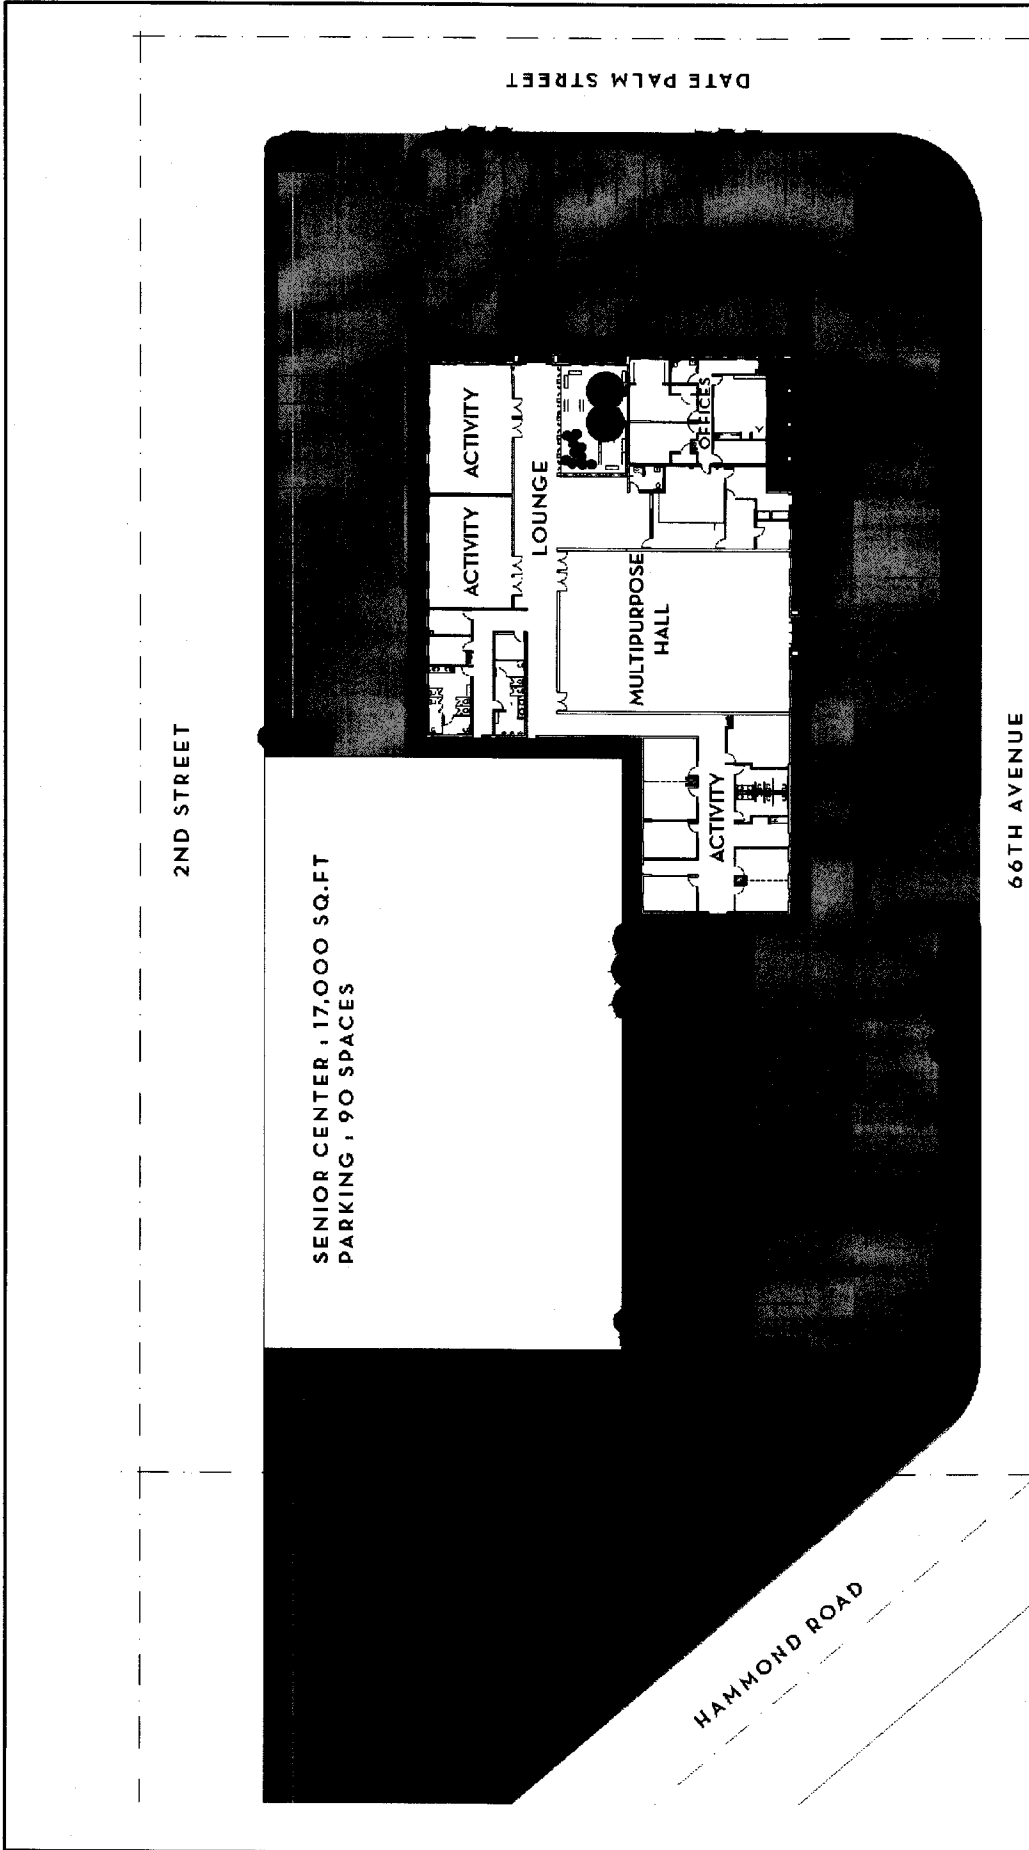 2ND STREET
SENIOR CENTER : 17,000 SQ.FT
PARKING : 90 SPACES
ACTIVITY
ACTIVITY
LOUNGE
MULTIPURPOSE
HALL
OFFICES
ACTIVITY
DATE PALM STREET
66TH AVENUE
HAMMOND ROAD